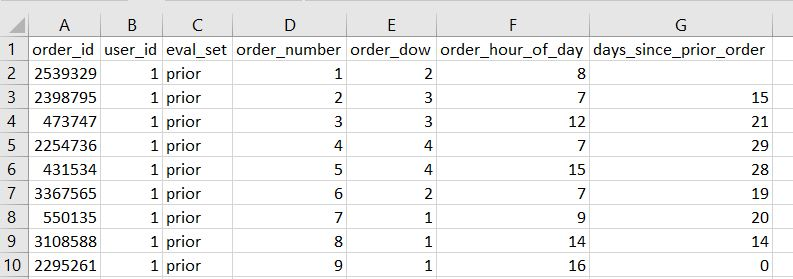 A B C D E F G
1 order_id user_id eval_set order_number order_dow order_hour_of_day days_since_prior_order
2 2539329 1 prior 1 2 8
3 2398795 1 prior 2 3 7 15
4 473747 1 prior 3 3 12 21
5 2254736 1 prior 4 4 7 29
6 431534 1 prior 5 4 15 28
7 3367565 1 prior 6 2 7 19
8 550135 1 prior 7 1 9 20
9 3108588 1 prior 8 1 14 14
10 2295261 1 prior 9 1 16 0